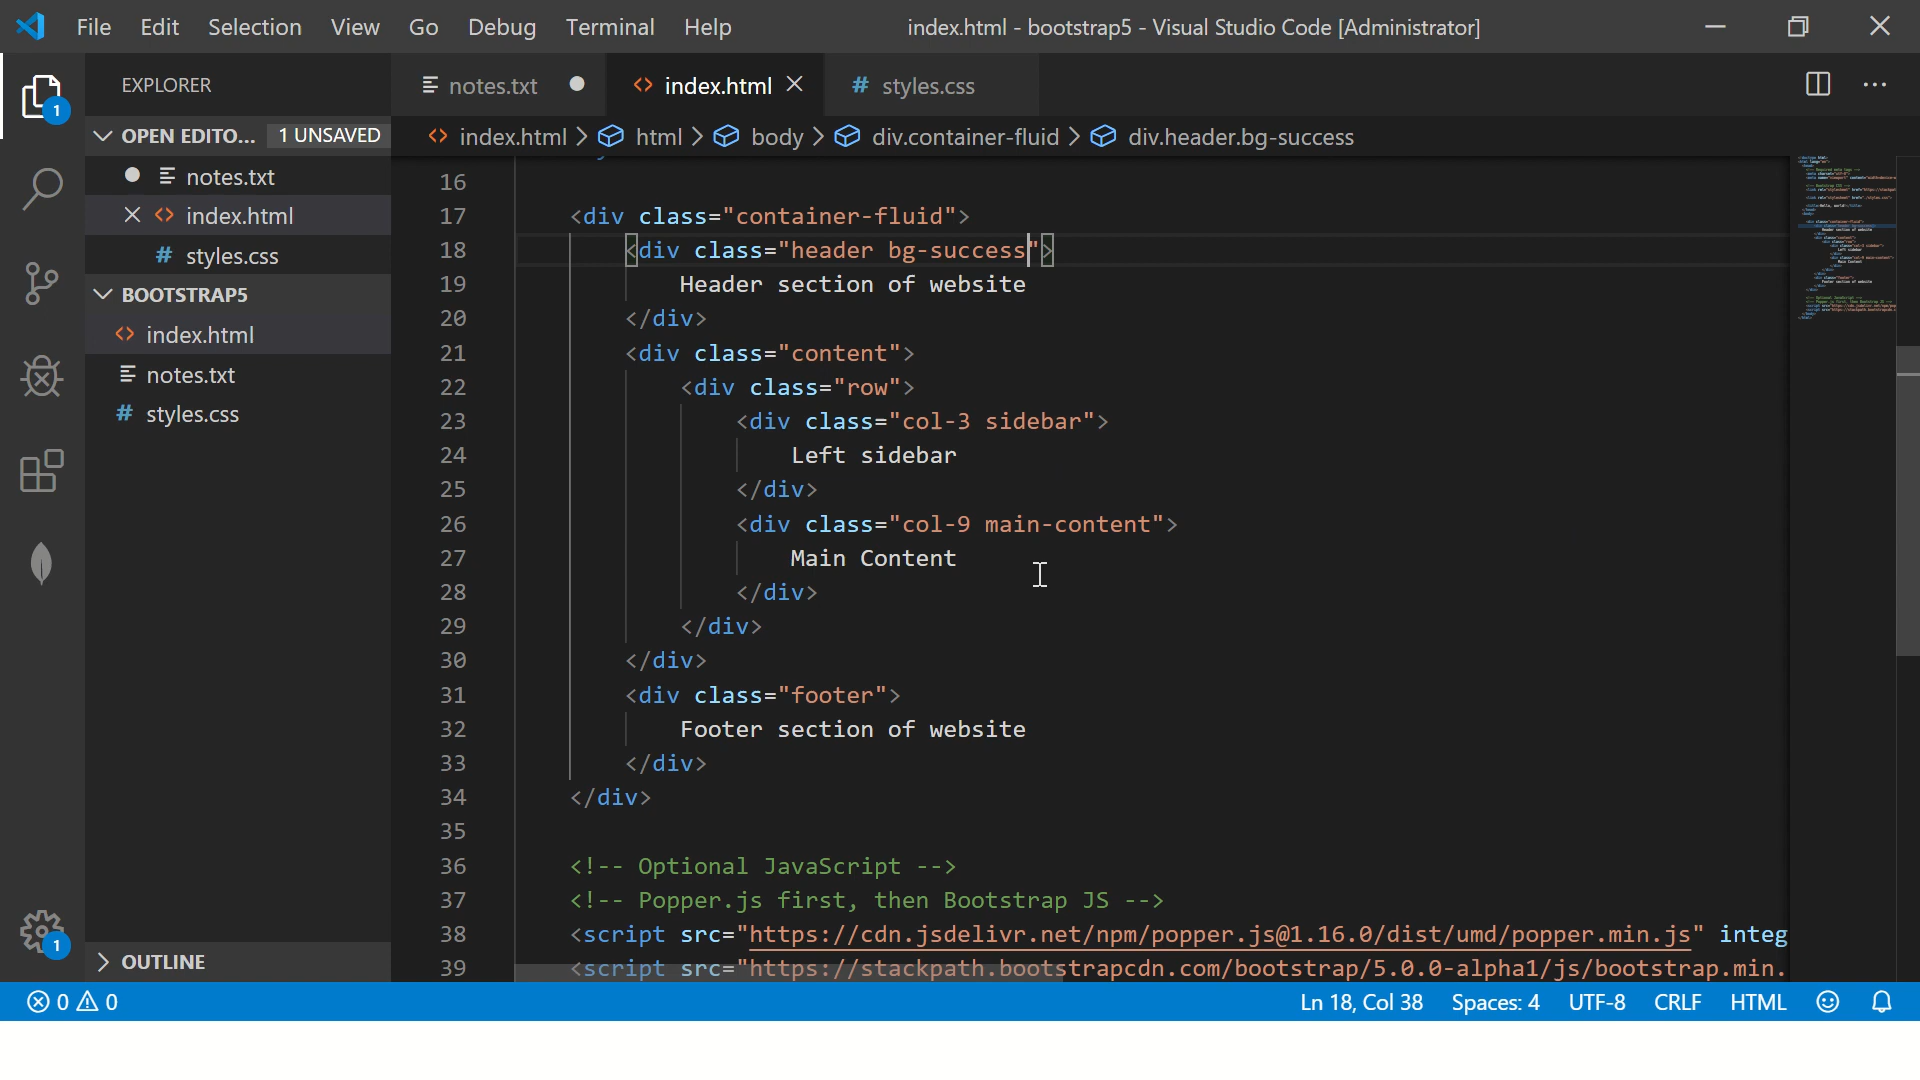 File Edit Selection View Go Debug Terminal Help index.html - bootstrap5 - Visual Studio Code [Administrator]
EXPLORER
notes.txt index.html styles.css
OPEN EDITO... 1 UNSAVED
index.html > html > body > div.container-fluid > div.header.bg-success
notes.txt
index.html
styles.css
BOOTSTRAP5
index.html
notes.txt
styles.css
OUTLINE
1
1
16
17 <div class="container-fluid">
18 <div class="header bg-success">
19 Header section of website
20 </div>
21 <div class="content">
22 <div class="row">
23 <div class="col-3 sidebar">
24 Left sidebar
25 </div>
26 <div class="col-9 main-content">
27 Main Content
28 </div>
29 </div>
30 </div>
31 <div class="footer">
32 Footer section of website
33 </div>
34 </div>
35
36 <!-- Optional JavaScript -->
37 <!-- Popper.js first, then Bootstrap JS -->
38 <script src="https://cdn.jsdelivr.net/npm/popper.js@1.16.0/dist/umd/popper.min.js" integ
39 <script src="https://stackpath.bootstrapcdn.com/bootstrap/5.0.0-alpha1/js/bootstrap.min.
0 0 Ln 18, Col 38 Spaces: 4 UTF-8 CRLF HTML